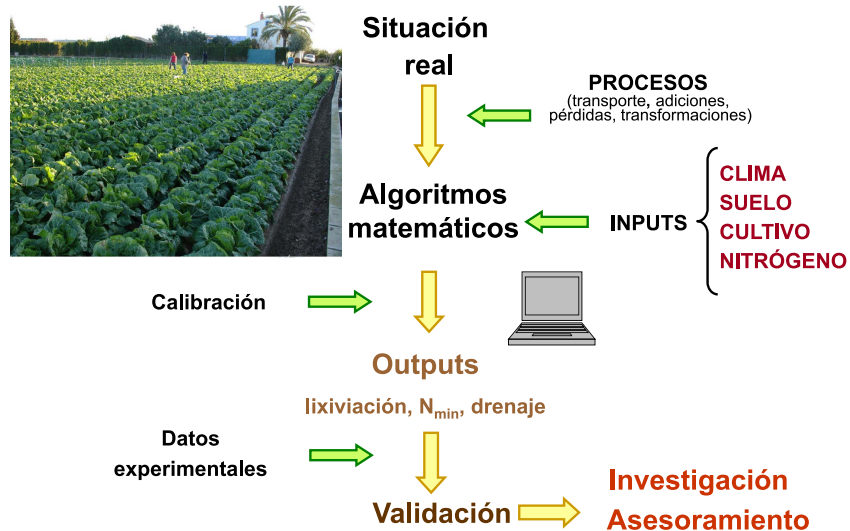 Situación
real
PROCESOS
(transporte, adiciones,
pérdidas, transformaciones)
Algoritmos
matemáticos
INPUTS
CLIMA
SUELO
CULTIVO
NITRÓGENO
Calibración
Outputs
lixiviación, Nmin, drenaje
Datos
experimentales
Validación
Investigación
Asesoramiento